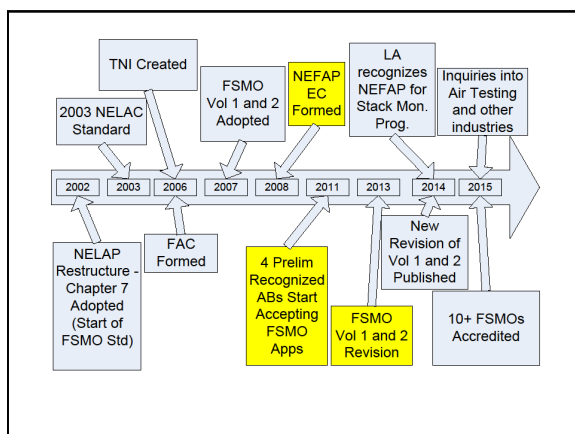 TNI Created
2003 NELAC
Standard
FSMO
Vol 1 and 2
Adopted
NEFAP
EC
Formed
LA
recognizes
NEFAP for
Stack Mon.
Prog.
Inquiries into
Air Testing
and other
industries
2002
2003
2006
2007
2008
2011
2013
2014
2015
NELAP
Restructure -
Chapter 7
Adopted
(Start of
FSMO Std)
FAC
Formed
4 Prelim
Recognized
ABs Start
Accepting
FSMO
Apps
FSMO
Vol 1 and 2
Revision
New
Revision of
Vol 1 and 2
Published
10+ FSMOs
Accredited